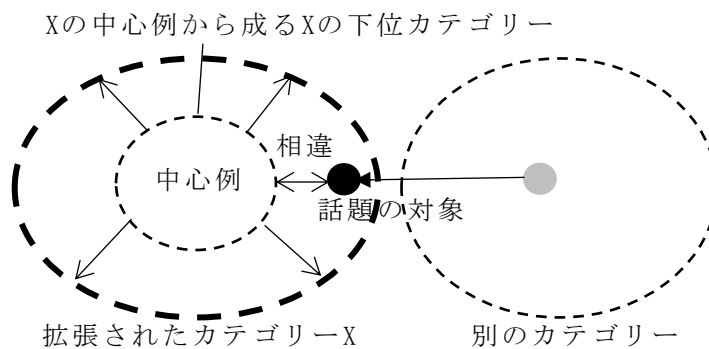 Xの中心例から成るXの下位カテゴリー
相違
中心例
話題の対象
拡張されたカテゴリーX
別のカテゴリー